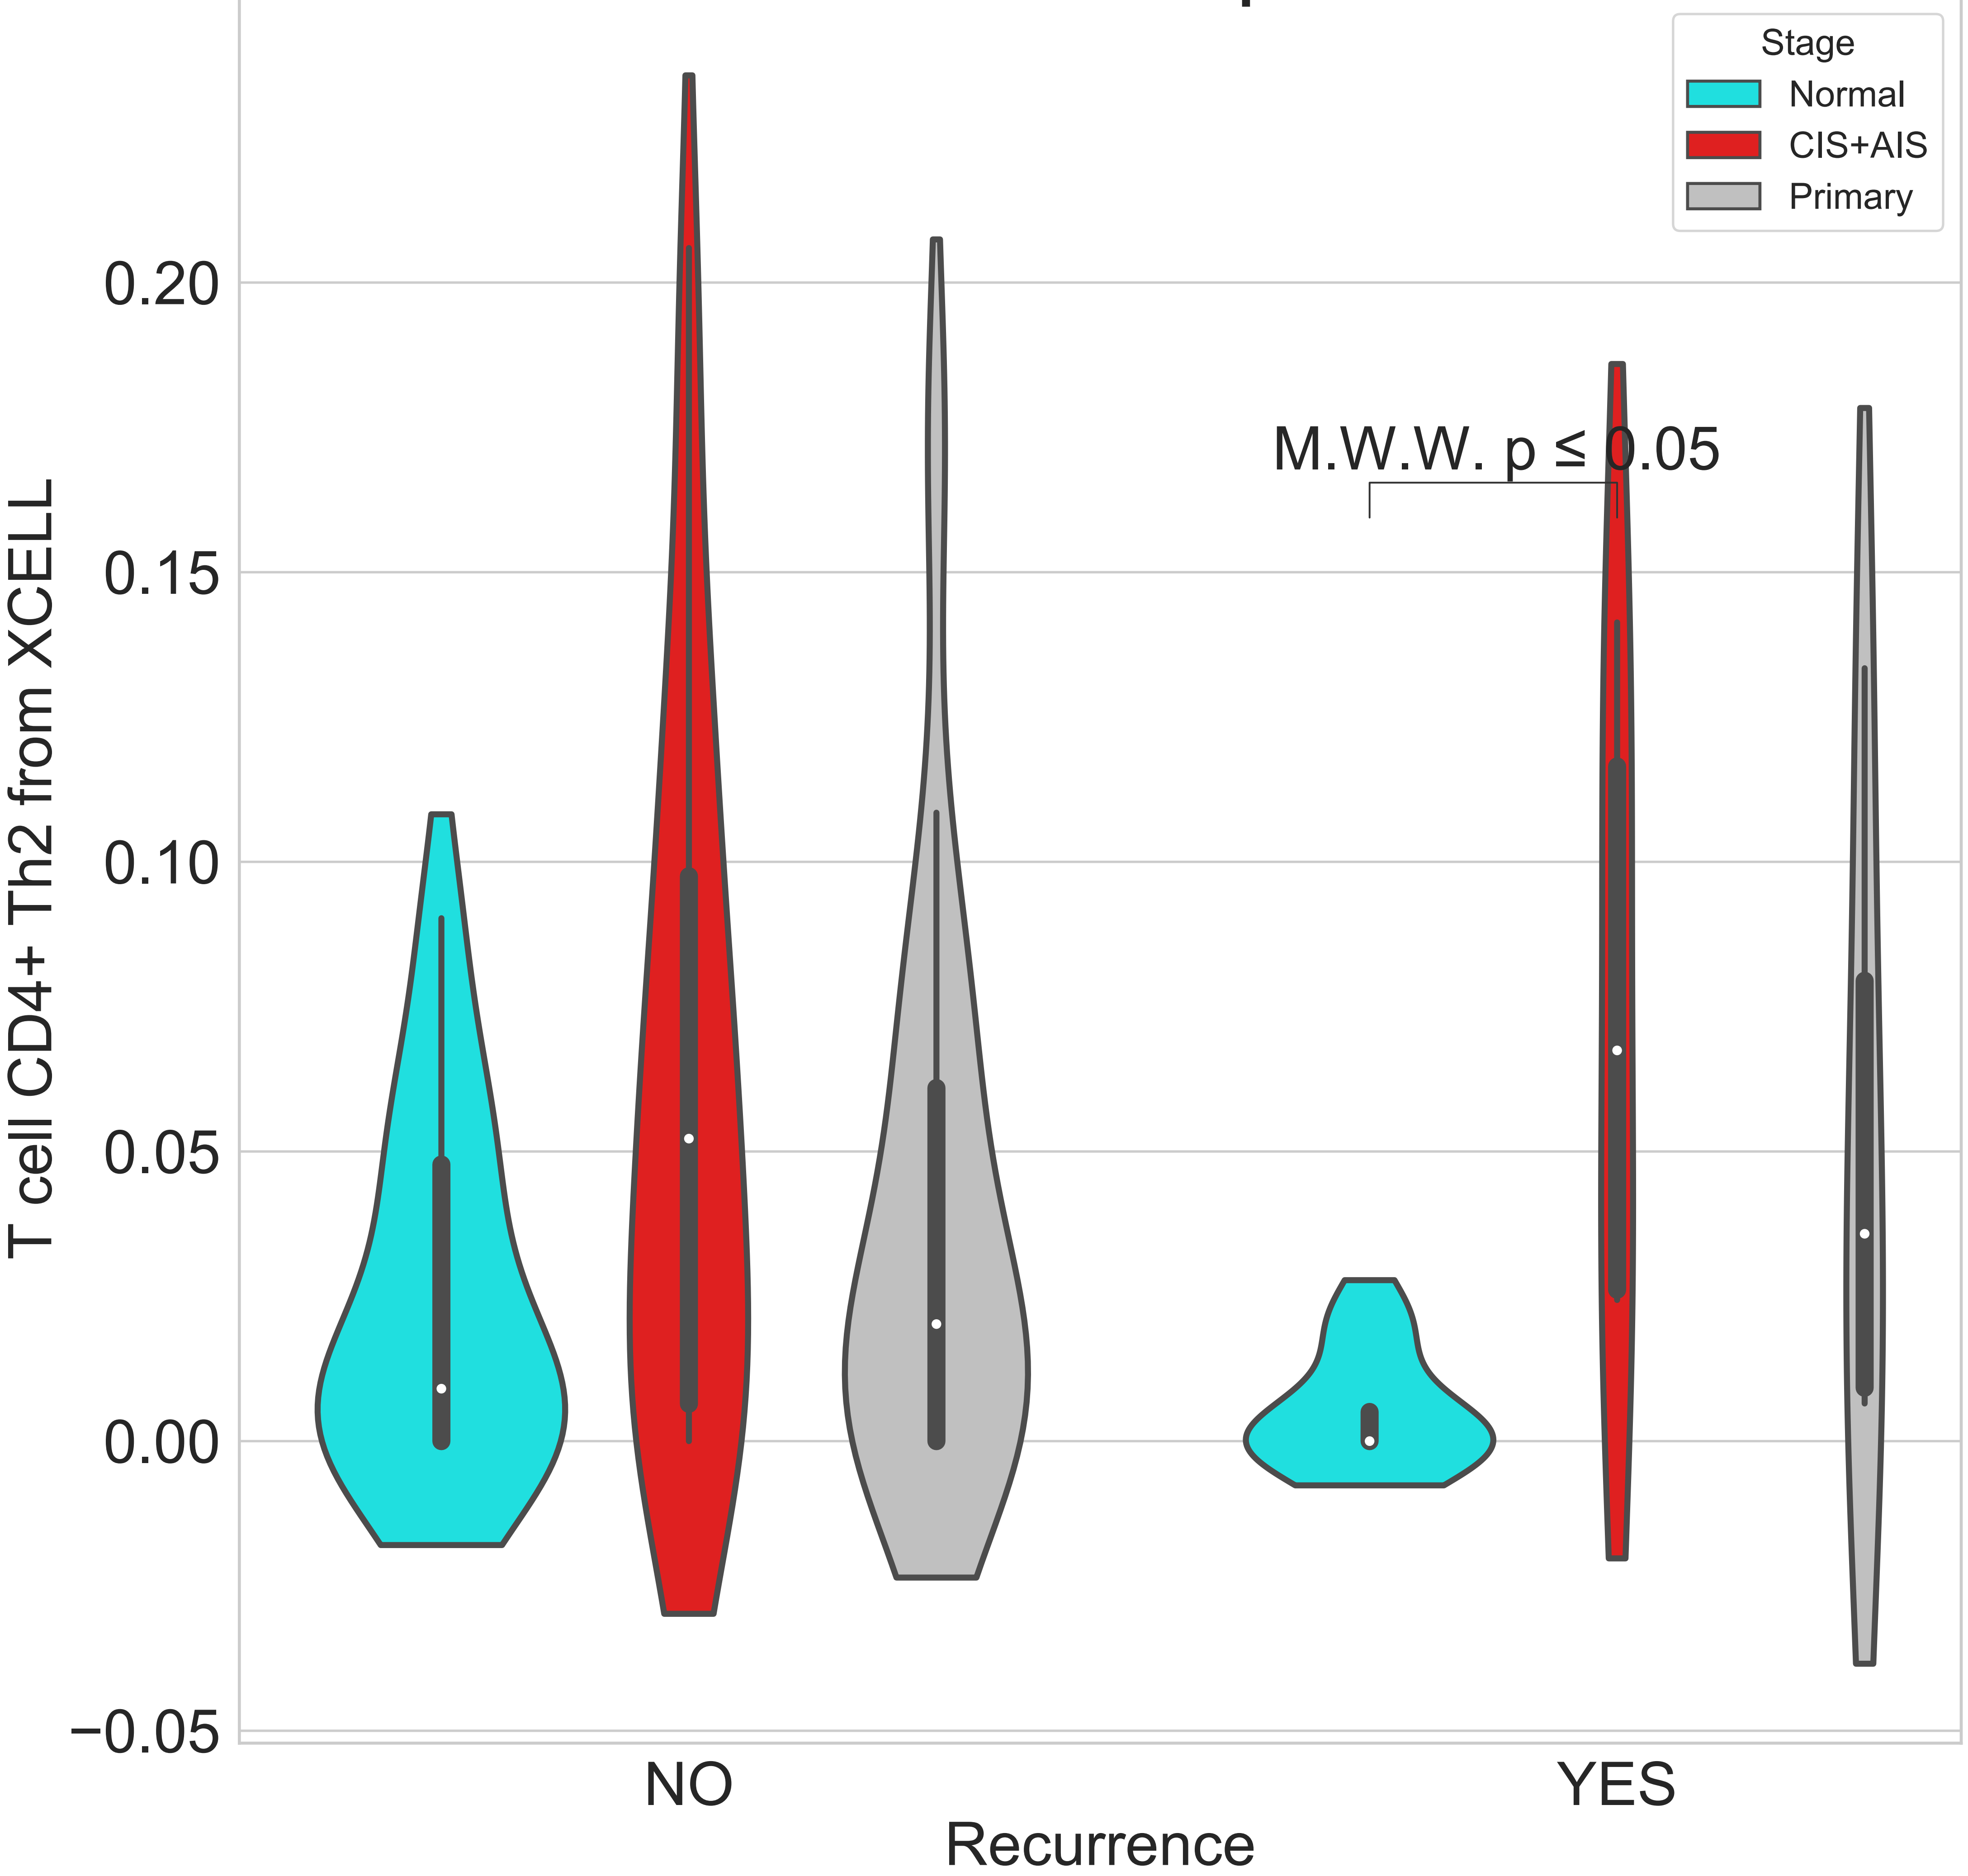 Stage
Normal
CIS+AIS
Primary
M.W.W. p ≤ 0.05
T cell CD4+ Th2 from XCELL
0.20
0.15
0.10
0.05
0.00
−0.05
NO
YES
Recurrence